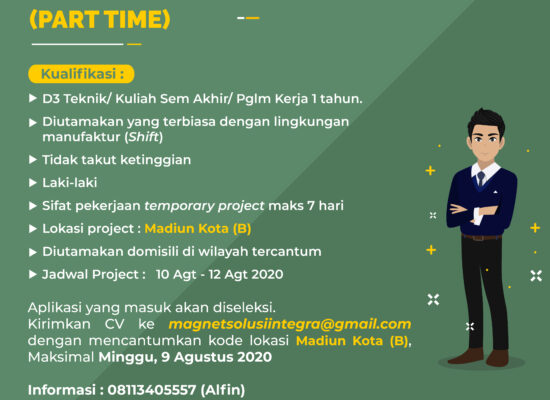 (PART TIME)
Kualifikasi :
D3 Teknik/ Kuliah Sem Akhir/ Pglm Kerja 1 tahun.
Diutamakan yang terbiasa dengan lingkungan
manufaktur (Shift)
Tidak takut ketinggian
Laki-laki
Sifat pekerjaan temporary project maks 7 hari
Lokasi project : Madiun Kota (B)
Diutamakan domisili di wilayah tercantum
Jadwal Project : 10 Agt - 12 Agt 2020
Aplikasi yang masuk akan diseleksi.
Kirimkan CV ke magnetsolusiintegra@gmail.com
dengan mencantumkan kode lokasi Madiun Kota (B),
Maksimal Minggu, 9 Agustus 2020
Informasi : 08113405557 (Alfin)